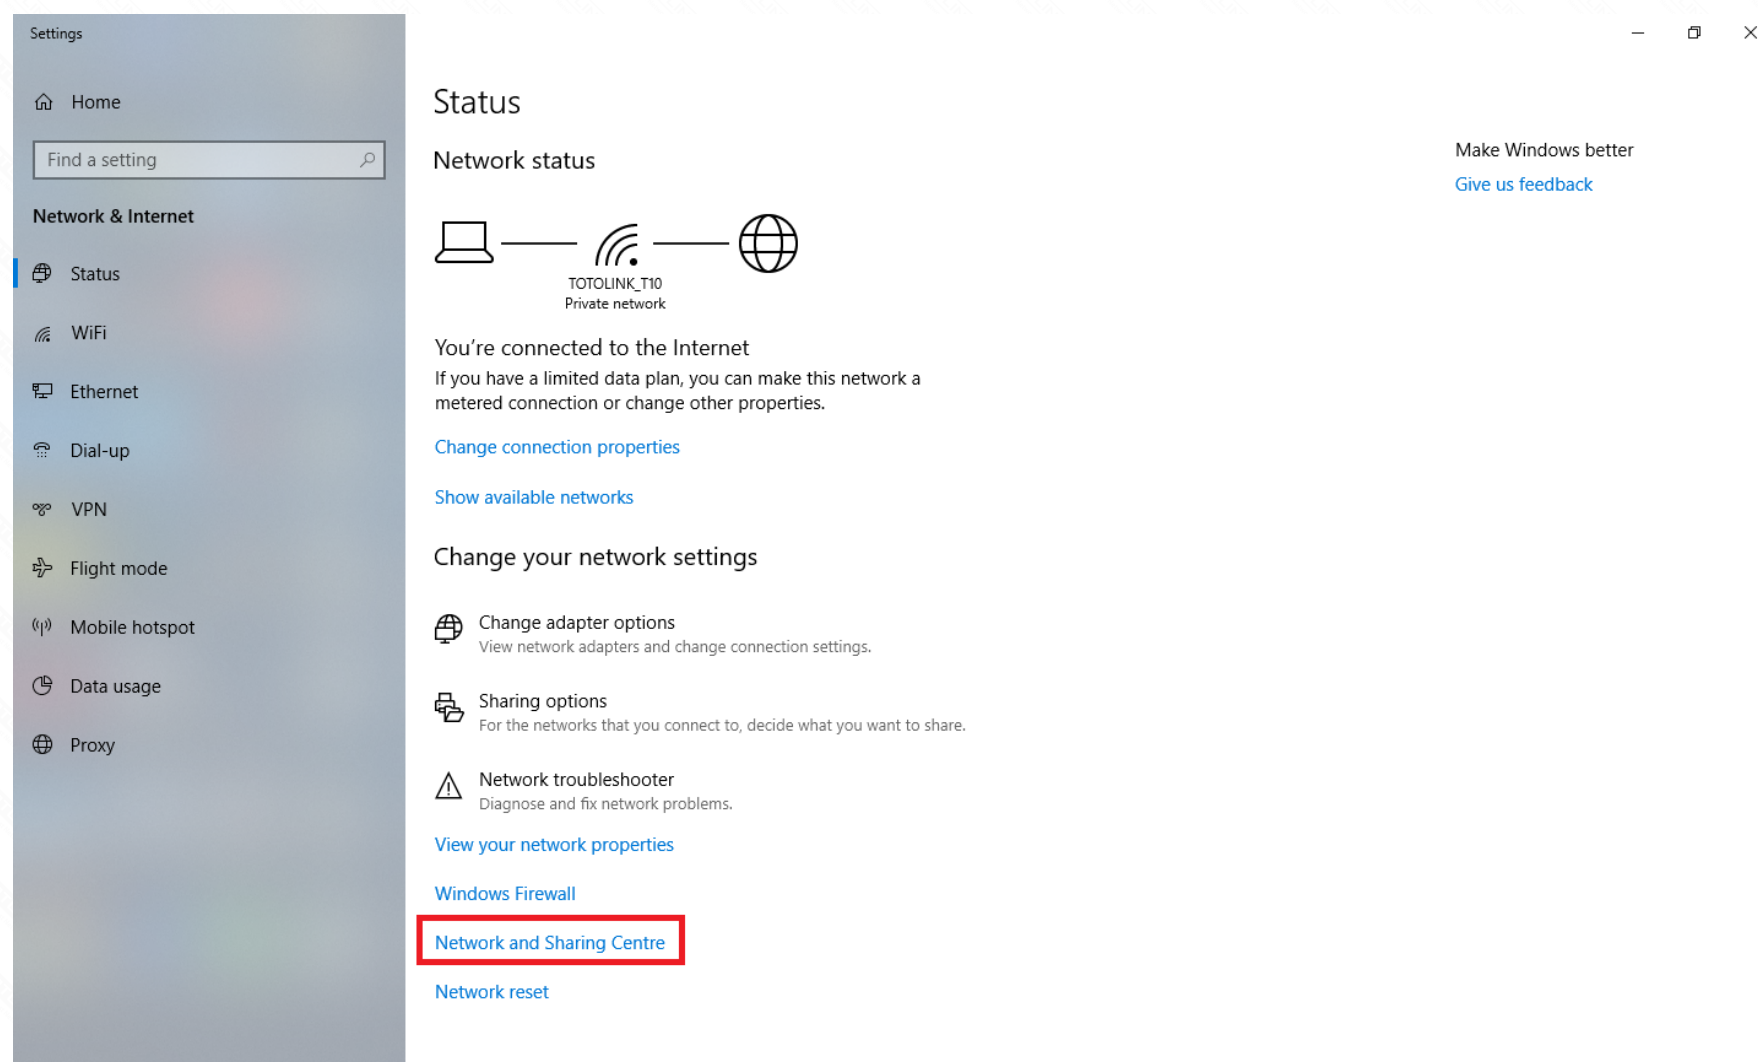 Settings
Home
Find a setting
Network & Internet
Status
WiFi
Ethernet
Dial-up
VPN
Flight mode
Mobile hotspot
Data usage
Proxy
Status
Network status
TOTOLINK_T10
Private network
You're connected to the Internet
If you have a limited data plan, you can make this network a
metered connection or change other properties.
Change connection properties
Show available networks
Change your network settings
Change adapter options
View network adapters and change connection settings.
Sharing options
For the networks that you connect to, decide what you want to share.
Network troubleshooter
Diagnose and fix network problems.
View your network properties
Windows Firewall
Network and Sharing Centre
Network reset
Make Windows better
Give us feedback